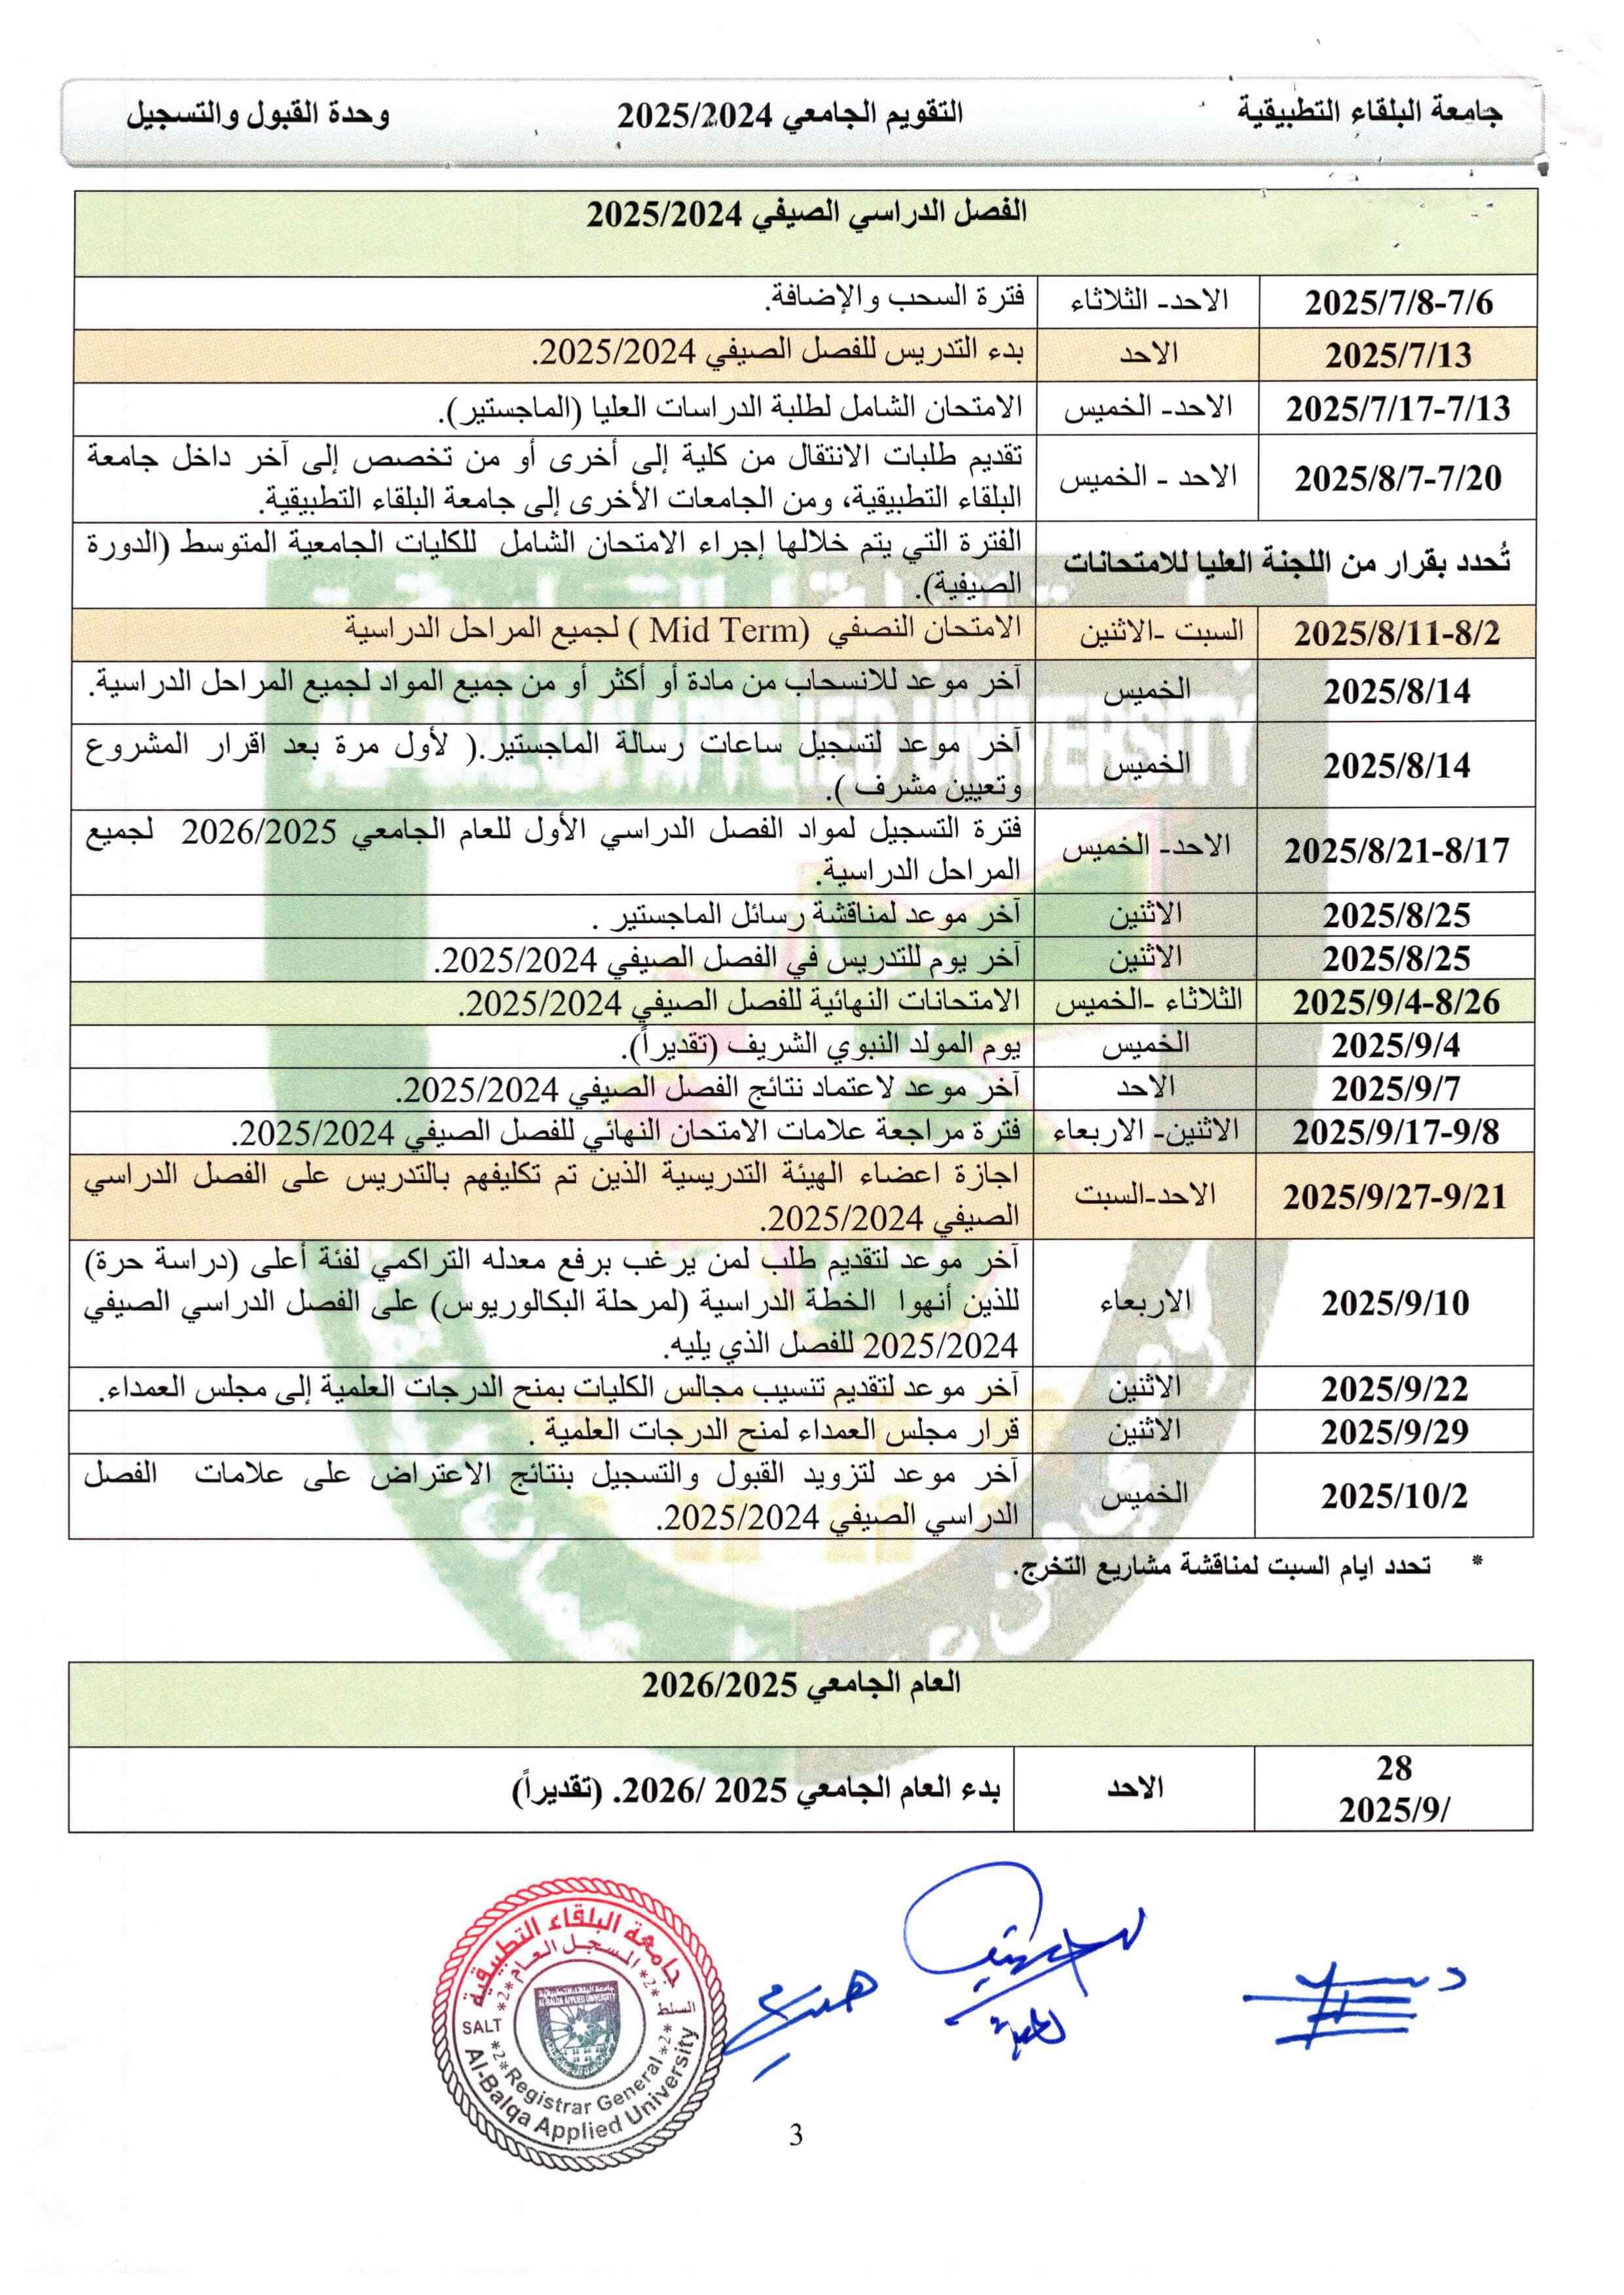 جامعة البلقاء التطبيقية التقويم الجامعي 2025/2024 وحدة القبول والتسجيل
الفصل الدراسي الصيفي 2025/2024
2025/7/8-7/6 الاحد- الثلاثاء فترة السحب والإضافة.
2025/7/13 الاحد بدء التدريس للفصل الصيفي 2025/2024.
2025/7/17-7/13 الاحد- الخميس الامتحان الشامل لطلبة الدراسات العليا (الماجستير).
2025/8/7-7/20 الاحد - الخميس تقديم طلبات الانتقال من كلية إلى أخرى أو من تخصص إلى آخر داخل جامعة
البلقاء التطبيقية، ومن الجامعات الأخرى إلى جامعة البلقاء التطبيقية.
تُحدد بقرار من اللجنة العليا للامتحانات الفترة التي يتم خلالها إجراء الامتحان الشامل للكليات الجامعية المتوسط (الدورة
الصيفية).
2025/8/11-8/2 السبت -الاثنين الامتحان النصفي (Mid Term ) لجميع المراحل الدراسية
2025/8/14 الخميس آخر موعد للانسحاب من مادة أو أكثر أو من جميع المواد لجميع المراحل الدراسية.
2025/8/14 الخميس آخر موعد لتسجيل ساعات رسالة الماجستير.( لأول مرة بعد اقرار المشروع
وتعيين مشرف ).
2025/8/21-8/17 الاحد- الخميس فترة التسجيل لمواد الفصل الدراسي الأول للعام الجامعي 2026/2025 لجميع
المراحل الدراسية.
2025/8/25 الاثنين آخر موعد لمناقشة رسائل الماجستير .
2025/8/25 الاثنين آخر يوم للتدريس في الفصل الصيفي 2025/2024.
2025/9/4-8/26 الثلاثاء -الخميس الامتحانات النهائية للفصل الصيفي 2025/2024.
2025/9/4 الخميس يوم المولد النبوي الشريف (تقديراً).
2025/9/7 الاحد آخر موعد لاعتماد نتائج الفصل الصيفي 2025/2024.
2025/9/17-9/8 الاثنين- الاربعاء فترة مراجعة علامات الامتحان النهائي للفصل الصيفي 2025/2024.
2025/9/27-9/21 الاحد-السبت اجازة اعضاء الهيئة التدريسية الذين تم تكليفهم بالتدريس على الفصل الدراسي
الصيفي 2025/2024.
2025/9/10 الاربعاء آخر موعد لتقديم طلب لمن يرغب برفع معدله التراكمي لفئة أعلى (دراسة حرة)
للذين أنهوا الخطة الدراسية (لمرحلة البكالوريوس) على الفصل الدراسي الصيفي
2025/2024 للفصل الذي يليه.
2025/9/22 الاثنين آخر موعد لتقديم تنسيب مجالس الكليات بمنح الدرجات العلمية إلى مجلس العمداء.
2025/9/29 الاثنين قرار مجلس العمداء لمنح الدرجات العلمية .
2025/10/2 الخميس آخر موعد لتزويد القبول والتسجيل بنتائج الاعتراض على علامات الفصل
الدراسي الصيفي 2025/2024.
* تحدد ايام السبت لمناقشة مشاريع التخرج.
العام الجامعي 2026/2025
28
2025/9/ الاحد بدء العام الجامعي 2025 /2026. (تقديراً)
جامعة البلقاء التطبيقية
*2* المسجل العام *2*
السلط SALT
*2* Registrar General *2*
Al-Balqa Applied University
3